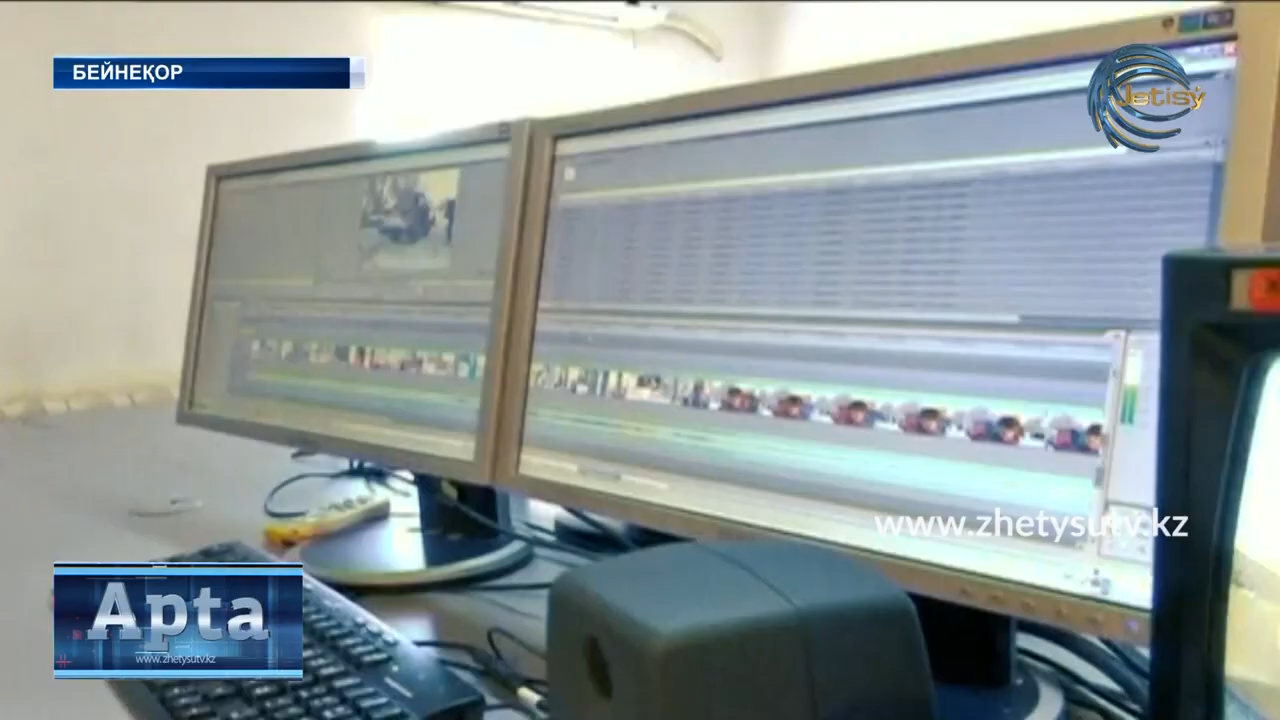 БЕЙНЕҚОР
Jetisý
www.zhetysutv.kz
Apta
www.zhetysutv.kz